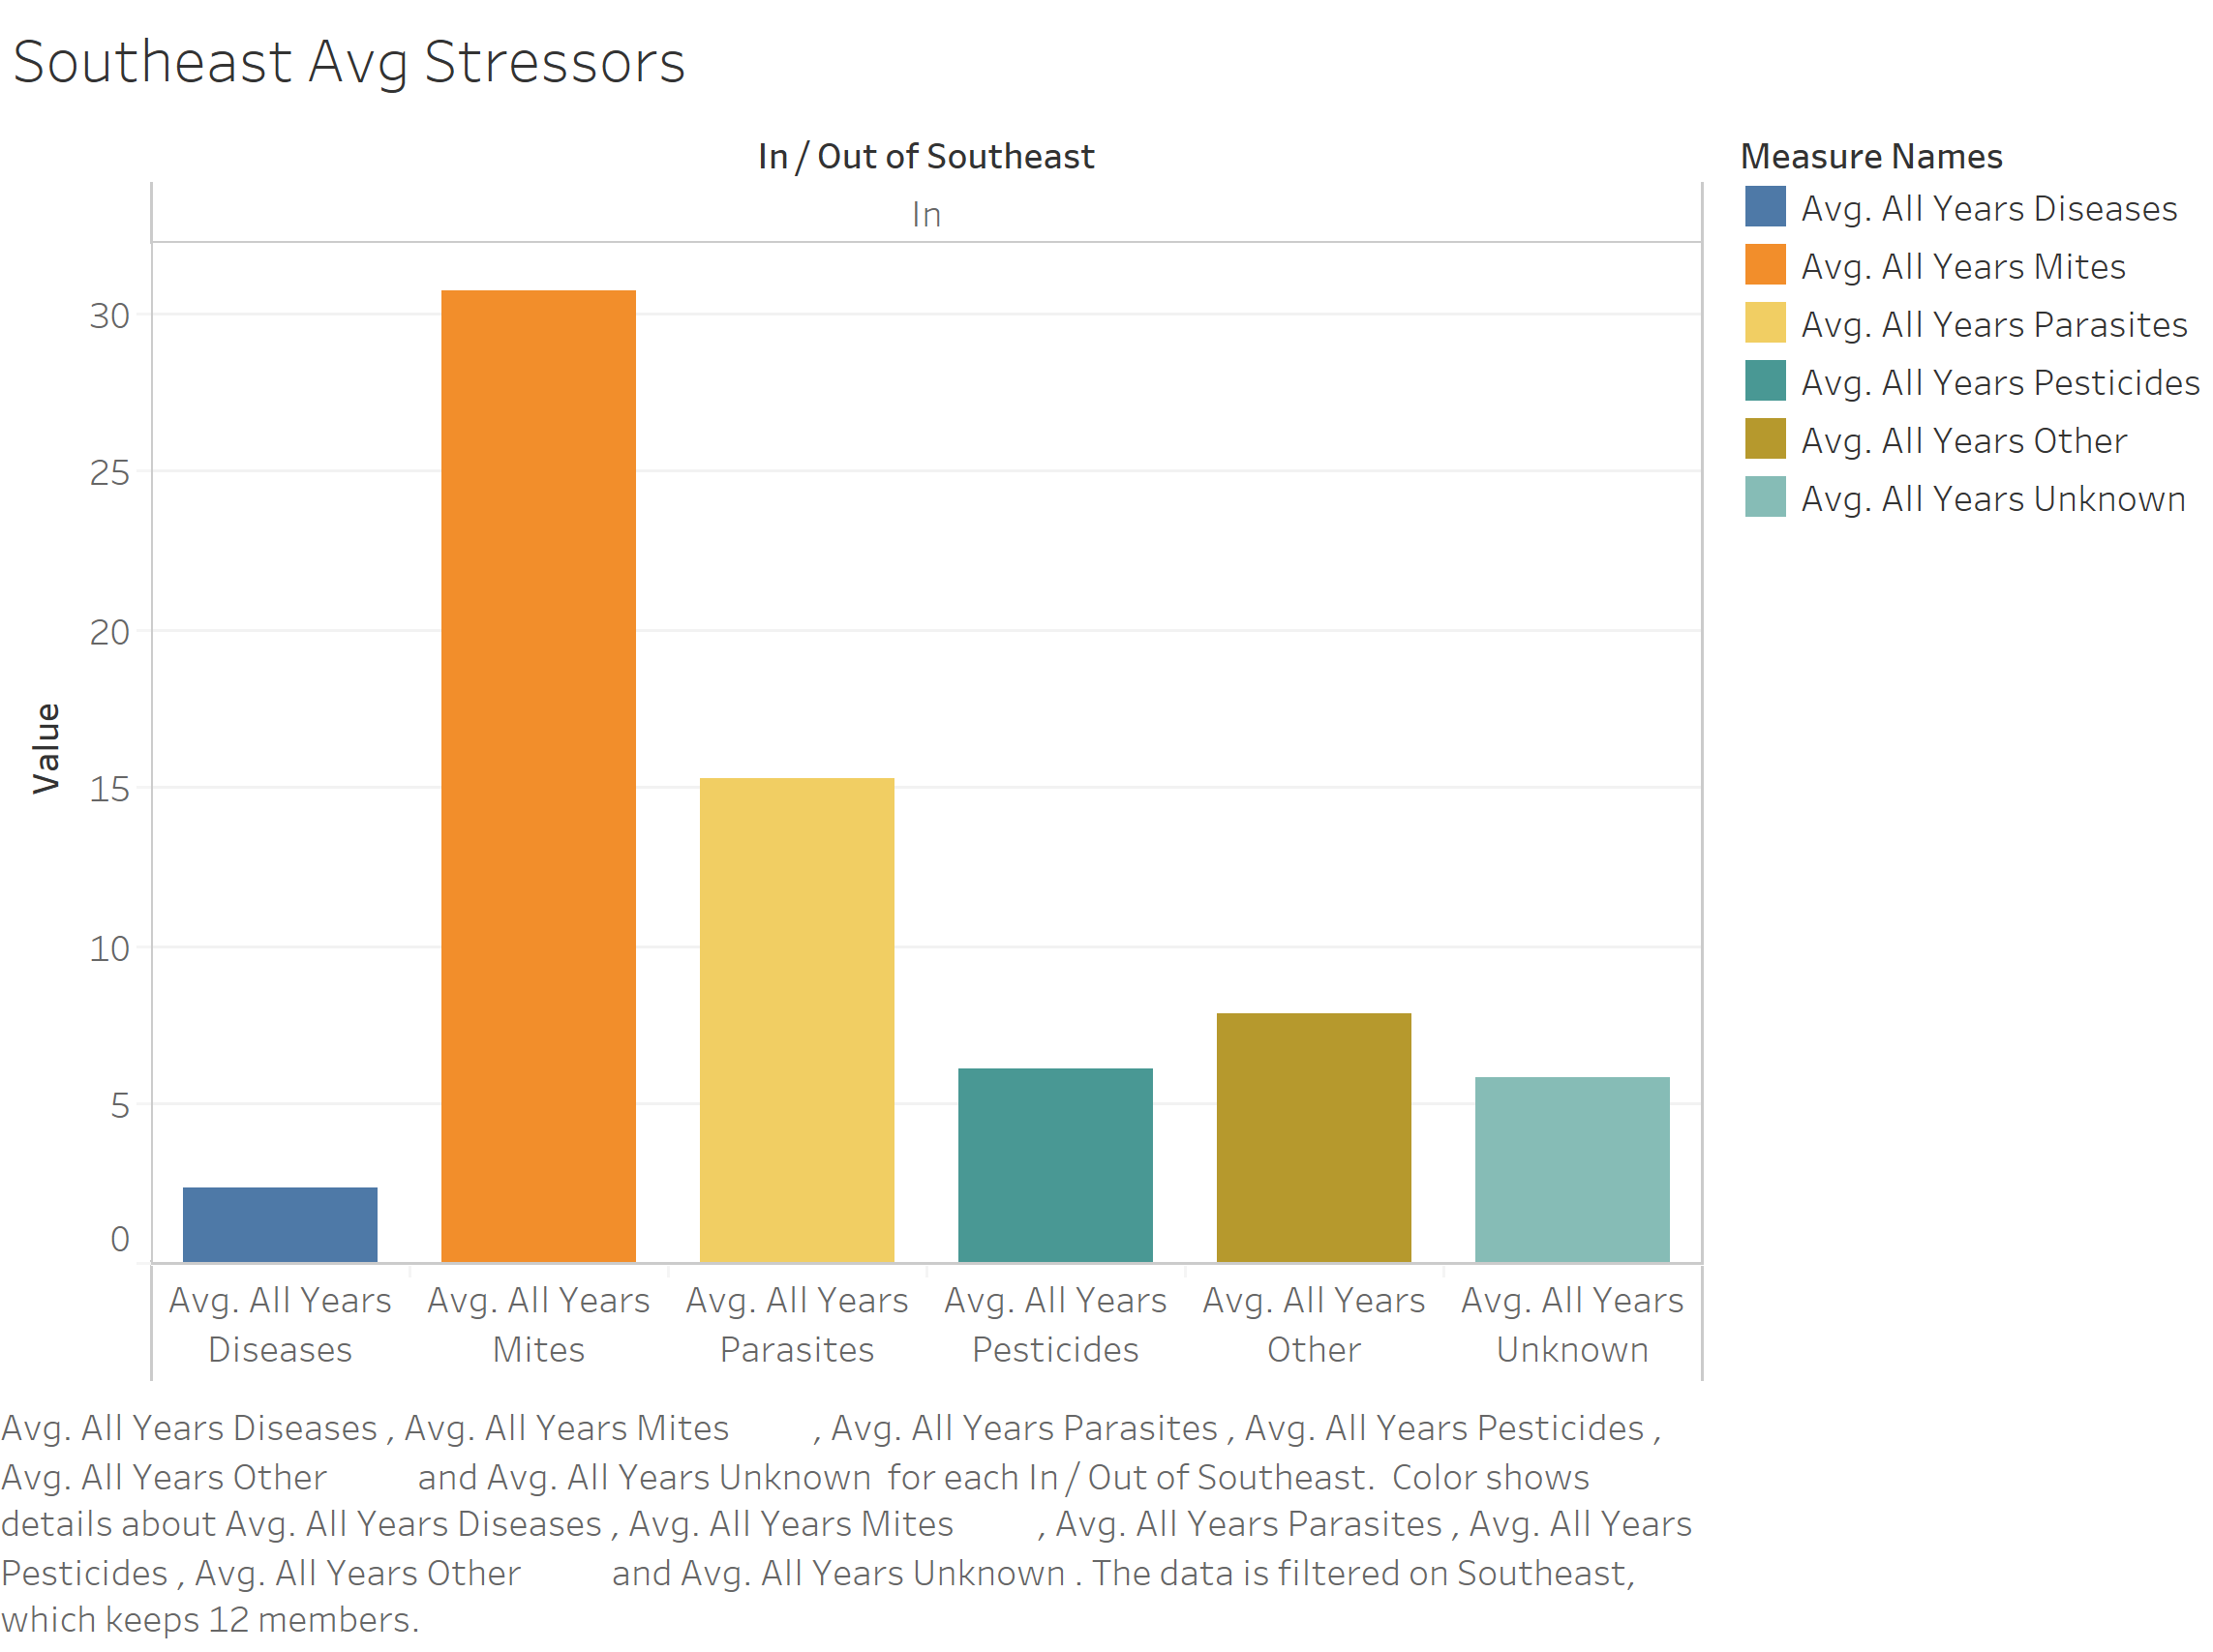 Southeast Avg Stressors
In / Out of Southeast
In
Measure Names
Avg. All Years Diseases
Avg. All Years Mites
Avg. All Years Parasites
Avg. All Years Pesticides
Avg. All Years Other
Avg. All Years Unknown
Value
30
25
20
15
10
5
0
Avg. All Years
Diseases
Avg. All Years
Mites
Avg. All Years
Parasites
Avg. All Years
Pesticides
Avg. All Years
Other
Avg. All Years
Unknown
Avg. All Years Diseases , Avg. All Years Mites , Avg. All Years Parasites , Avg. All Years Pesticides ,
Avg. All Years Other and Avg. All Years Unknown for each In / Out of Southeast. Color shows
details about Avg. All Years Diseases , Avg. All Years Mites , Avg. All Years Parasites , Avg. All Years
Pesticides , Avg. All Years Other and Avg. All Years Unknown . The data is filtered on Southeast,
which keeps 12 members.